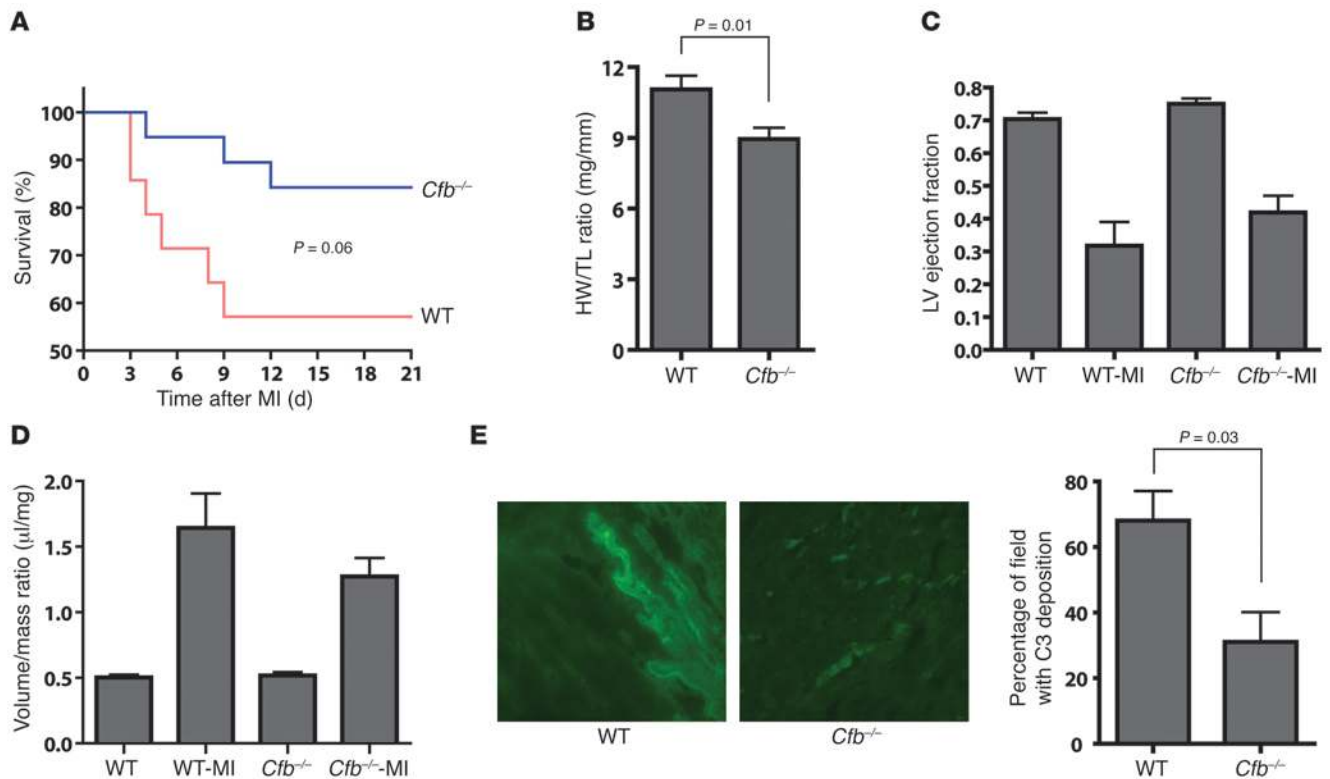 A
Survival (%)
100
90
80
70
60
50
0 3 6 9 12 15 18 21
Time after MI (d)
Cfb–/–
P = 0.06
WT
B
P = 0.01
HW/TL ratio (mg/mm)
12
9
6
3
0
WT Cfb–/–
C
LV ejection fraction
0.8
0.7
0.6
0.5
0.4
0.3
0.2
0.1
0.0
WT WT-MI Cfb–/– Cfb–/–-MI
D
Volume/mass ratio (μl/mg)
2.0
1.5
1.0
0.5
0.0
WT WT-MI Cfb–/– Cfb–/–-MI
E
WT Cfb–/–
P = 0.03
Percentage of field
with C3 deposition
80
60
40
20
0
WT Cfb–/–